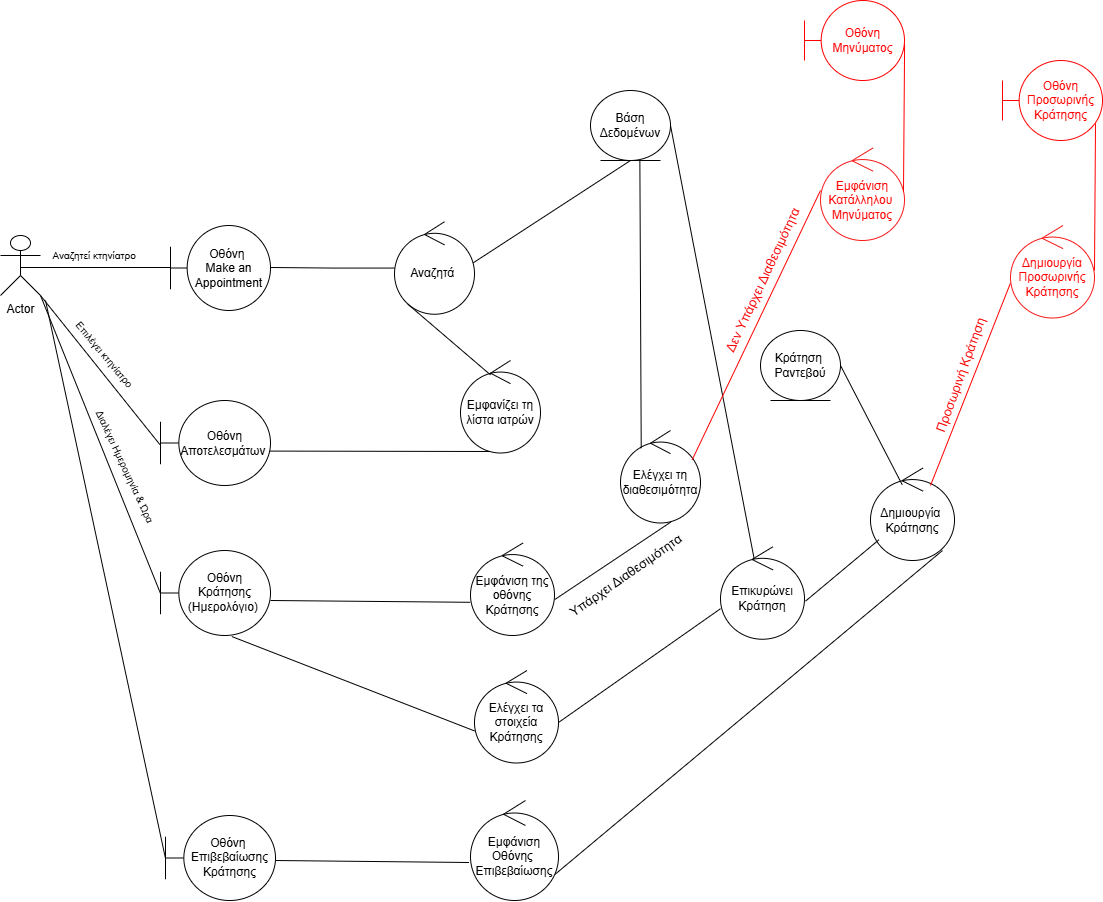 Οθόνη
Μηνύματος
Οθόνη
Προσωρινής
Κράτησης
Βάση
Δεδομένων
Εμφάνιση
Κατάλληλου
Μηνύματος
Αναζητεί κτηνίατρο
Οθόνη
Make an
Appointment
Αναζητά
Δεν Υπάρχει Διαθεσιμότητα
Δημιουργία
Προσωρινής
Κράτησης
Actor
Επιλέγει κτηνίατρο
Κράτηση
Ραντεβού
Προσωρινή Κράτηση
Εμφανίζει τη
λίστα ιατρών
Οθόνη
Αποτελεσμάτων
Διαλέγει Ημερομηνία & Ώρα
Ελέγχει τη
διαθεσιμότητα
Δημιουργία
Κράτησης
Υπάρχει Διαθεσιμότητα
Οθόνη
Κράτησης
(Ημερολόγιο)
Εμφάνιση της
οθόνης
Κράτησης
Επικυρώνει
Κράτηση
Ελέγχει τα
στοιχεία
Κράτησης
Οθόνη
Επιβεβαίωσης
Κράτησης
Εμφάνιση
Οθόνης
Επιβεβαίωσης